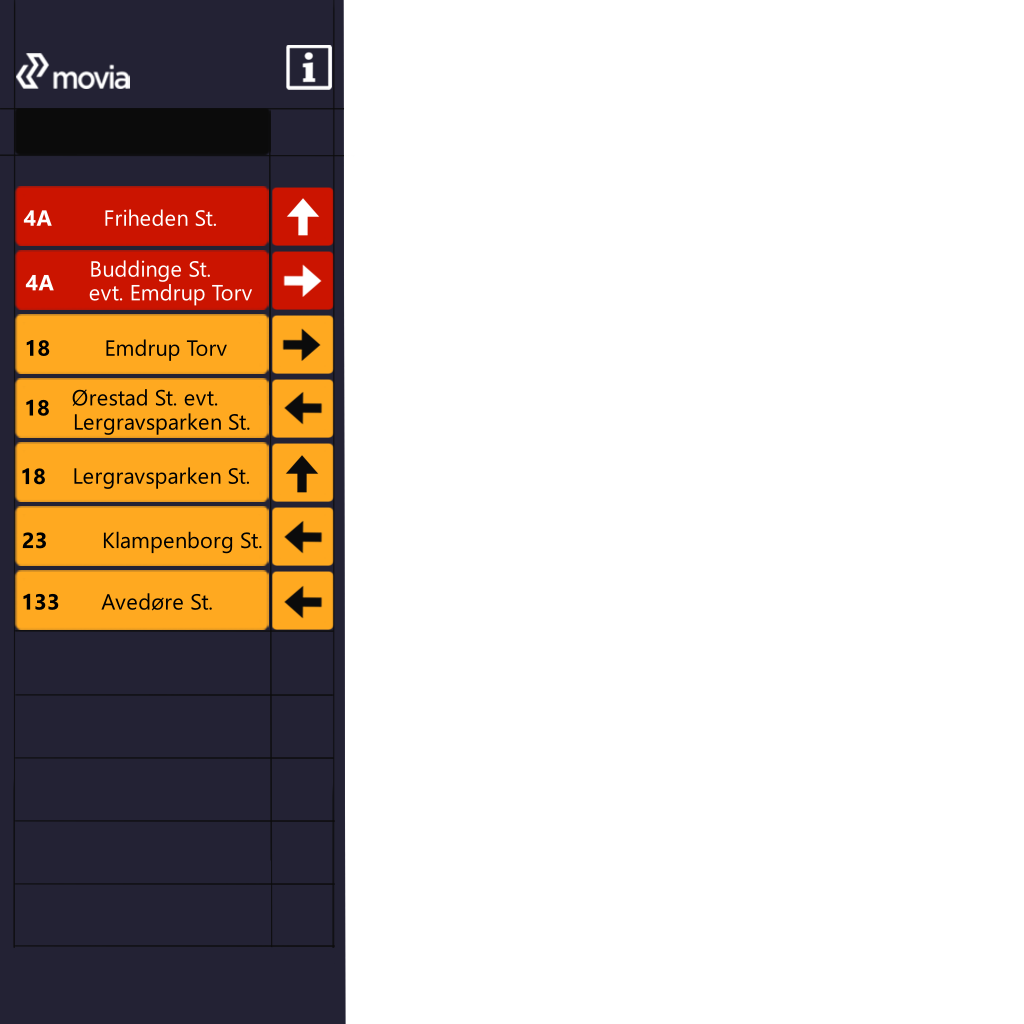 movia
i
4A Friheden St.
4A Buddinge St.
evt. Emdrup Torv
18 Emdrup Torv
18 Ørestad St. evt.
Lergravsparken St.
18 Lergravsparken St.
23 Klampenborg St.
133 Avedøre St.